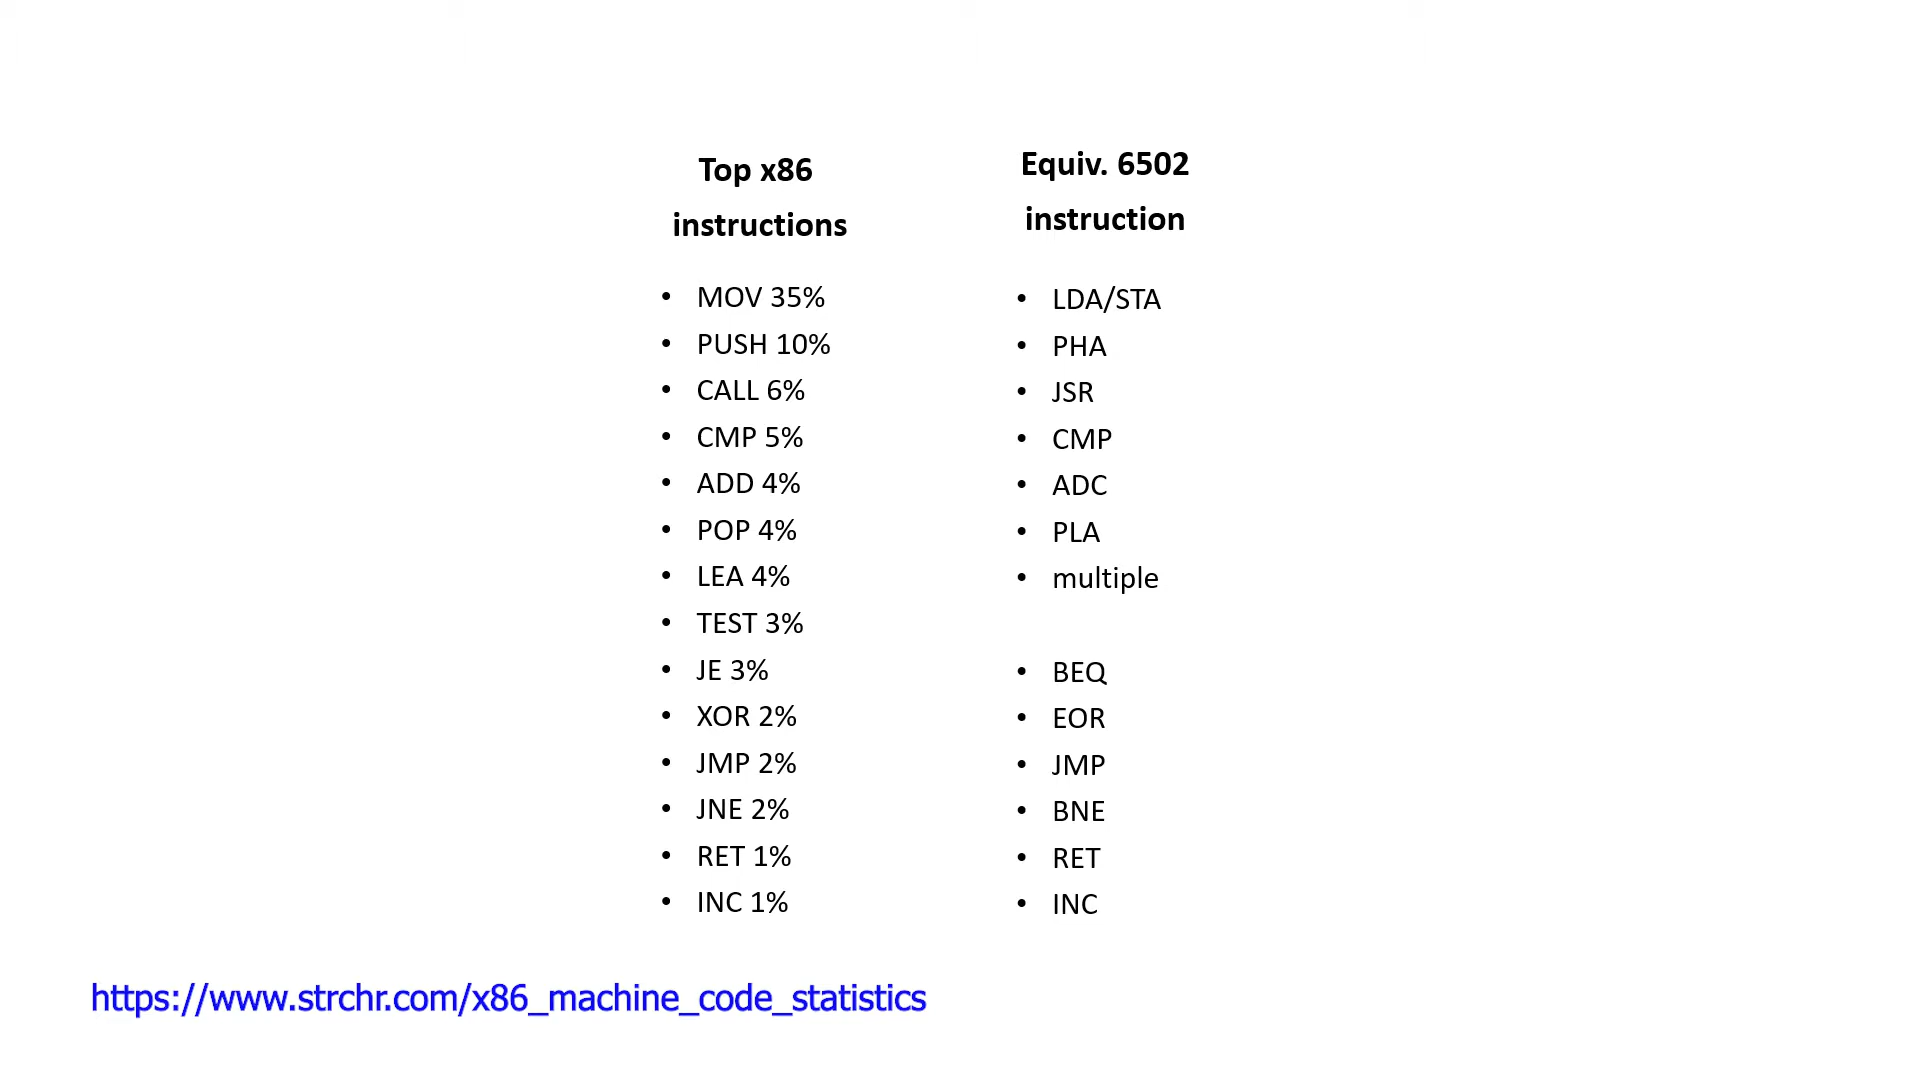 Top x86
instructions
• MOV 35%
• PUSH 10%
• CALL 6%
• CMP 5%
• ADD 4%
• POP 4%
• LEA 4%
• TEST 3%
• JE 3%
• XOR 2%
• JMP 2%
• JNE 2%
• RET 1%
• INC 1%
Equiv. 6502
instruction
• LDA/STA
• PHA
• JSR
• CMP
• ADC
• PLA
• multiple
• BEQ
• EOR
• JMP
• BNE
• RET
• INC
https://www.strchr.com/x86_machine_code_statistics